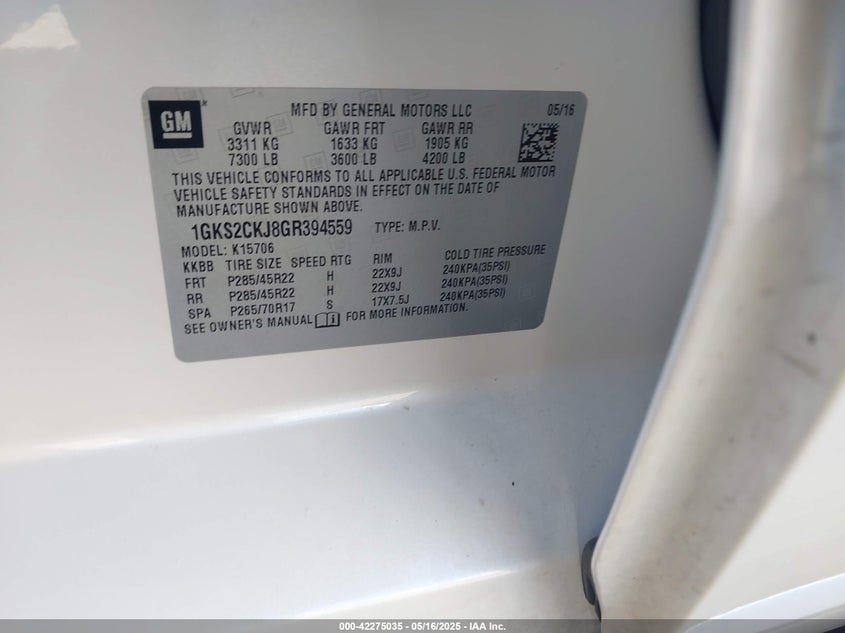 GM
MFD BY GENERAL MOTORS LLC 05/16
GVWR GAWR FRT GAWR RR
3311 KG 1633 KG 1905 KG
7300 LB 3600 LB 4200 LB
THIS VEHICLE CONFORMS TO ALL APPLICABLE U.S. FEDERAL MOTOR
VEHICLE SAFETY STANDARDS IN EFFECT ON THE DATE OF
MANUFACTURE SHOWN ABOVE.
1GKS2CKJ8GR394559 TYPE: M.P.V.
MODEL: K15706
KKBB TIRE SIZE SPEED RTG RIM COLD TIRE PRESSURE
FRT P285/45R22 H 22X9J 240KPA(35PSI)
RR P285/45R22 H 22X9J 240KPA(35PSI)
SPA P265/70R17 S 17X7.5J 240KPA(35PSI)
SEE OWNER'S MANUAL FOR MORE INFORMATION.
000-42275035 - 05/16/2025 - IAA Inc.